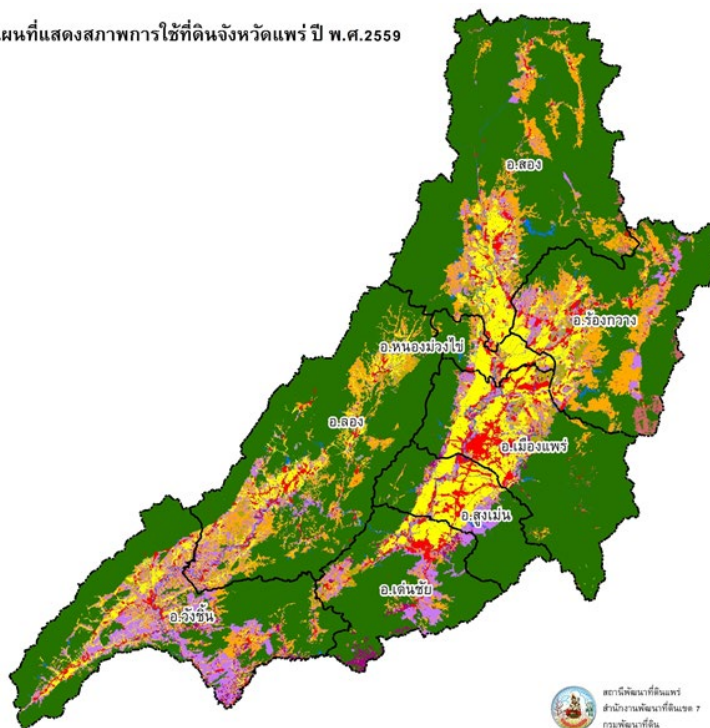 แผนที่แสดงสภาพการใช้ที่ดินจังหวัดแพร่ ปี พ.ศ.2559
อ.สอง
อ.ร้องกวาง
อ.หนองม่วงไข่
อ.ลอง
อ.เมืองแพร่
อ.สูงเม่น
อ.เด่นชัย
อ.วังชิ้น
สถานีพัฒนาที่ดินแพร่
สำนักงานพัฒนาที่ดินเขต 7
กรมพัฒนาที่ดิน